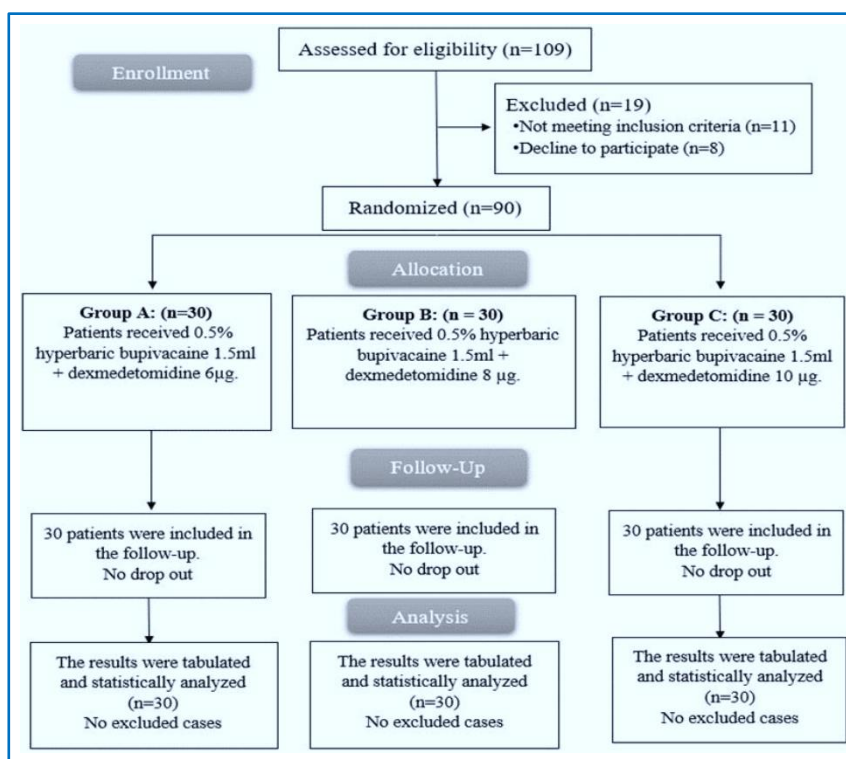 Assessed for eligibility (n=109)
Enrollment
Excluded (n=19)
•Not meeting inclusion criteria (n=11)
•Decline to participate (n=8)
Randomized (n=90)
Allocation
Group A: (n=30)
Patients received 0.5%
hyperbaric bupivacaine 1.5ml
+ dexmedetomidine 6µg.
Group B: (n = 30)
Patients received 0.5% hyperbaric
bupivacaine 1.5ml +
dexmedetomidine 8 µg.
Group C: (n = 30)
Patients received 0.5%
hyperbaric bupivacaine 1.5ml
+ dexmedetomidine 10 µg.
Follow-Up
30 patients were included in
the follow-up.
No drop out
30 patients were included in
the follow-up.
No drop out
30 patients were included in
the follow-up.
No drop out
Analysis
The results were tabulated
and statistically analyzed
(n=30)
No excluded cases
The results were tabulated
and statistically analyzed
(n=30)
No excluded cases
The results were tabulated
and statistically analyzed
(n=30)
No excluded cases